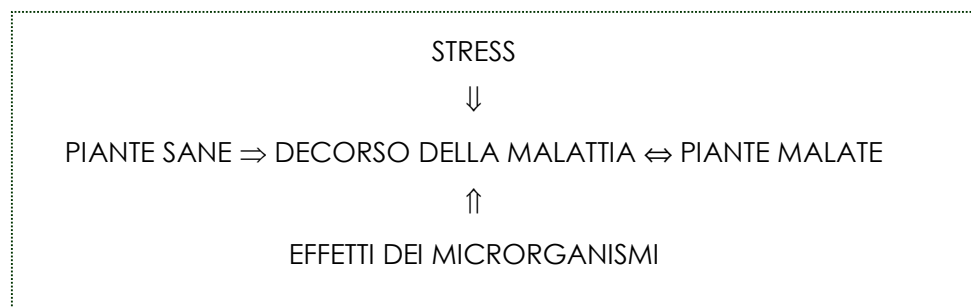 STRESS
⇓
PIANTE SANE ⇒ DECORSO DELLA MALATTIA ⇔ PIANTE MALATE
⇑
EFFETTI DEI MICRORGANISMI